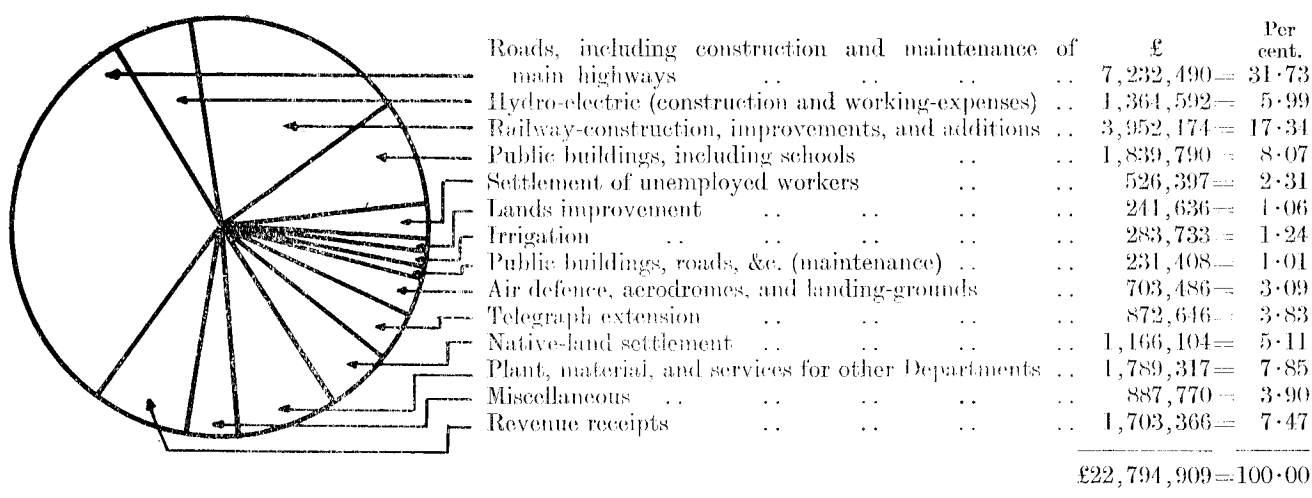 Per
Roads, including construction and maintenance of £ cent.
main highways .. .. .. .. 7,232,490= 31·73
Hydro-electric (construction and working-expenses) .. 1,364,592= 5·99
Railway-construction, improvements, and additions .. 3,952,174= 17·34
Public buildings, including schools .. .. 1,839,790 = 8·07
Settlement of unemployed workers .. .. 526,397= 2·31
Lands improvement .. .. .. .. 241,636= 1·06
Irrigation .. .. .. .. .. 283,733= 1·24
Public buildings, roads, &c. (maintenance) .. .. 231,408= 1·01
Air defence, aerodromes, and landing-grounds .. 703,486= 3·09
Telegraph extension .. .. .. .. 872,646= 3·83
Native-land settlement .. .. .. .. 1,166,104= 5·11
Plant, material, and services for other Departments .. 1,789,317= 7·85
Miscellaneous .. .. .. .. .. 887,770= 3·90
Revenue receipts .. .. .. .. 1,703,366= 7·47
£22,794,909=100·00